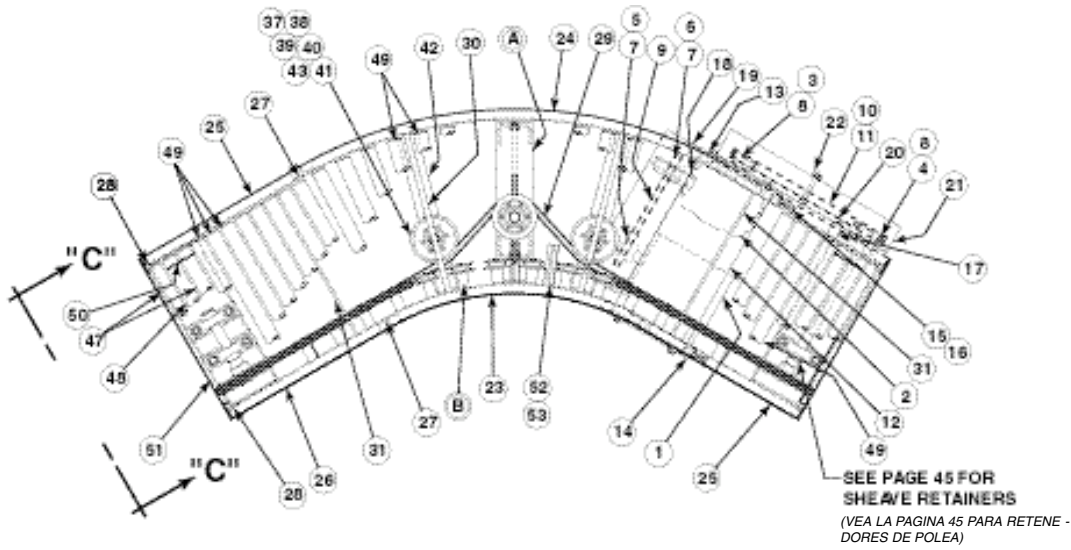 37 38 5 6
39 40 49 42 30 A 24 29 7 9 7 18 19 3
43 41 13 8 10
27 22 11 8
25 20 4
49 21
28
"C" 17
50
47 15
48 16
31
2
51 23 52 12
27 B 53 14 1 49
"C" 31 25
28 26
SEE PAGE 45 FOR
SHEAVE RETAINERS
(VEA LA PAGINA 45 PARA RETENE -
DORES DE POLEA)